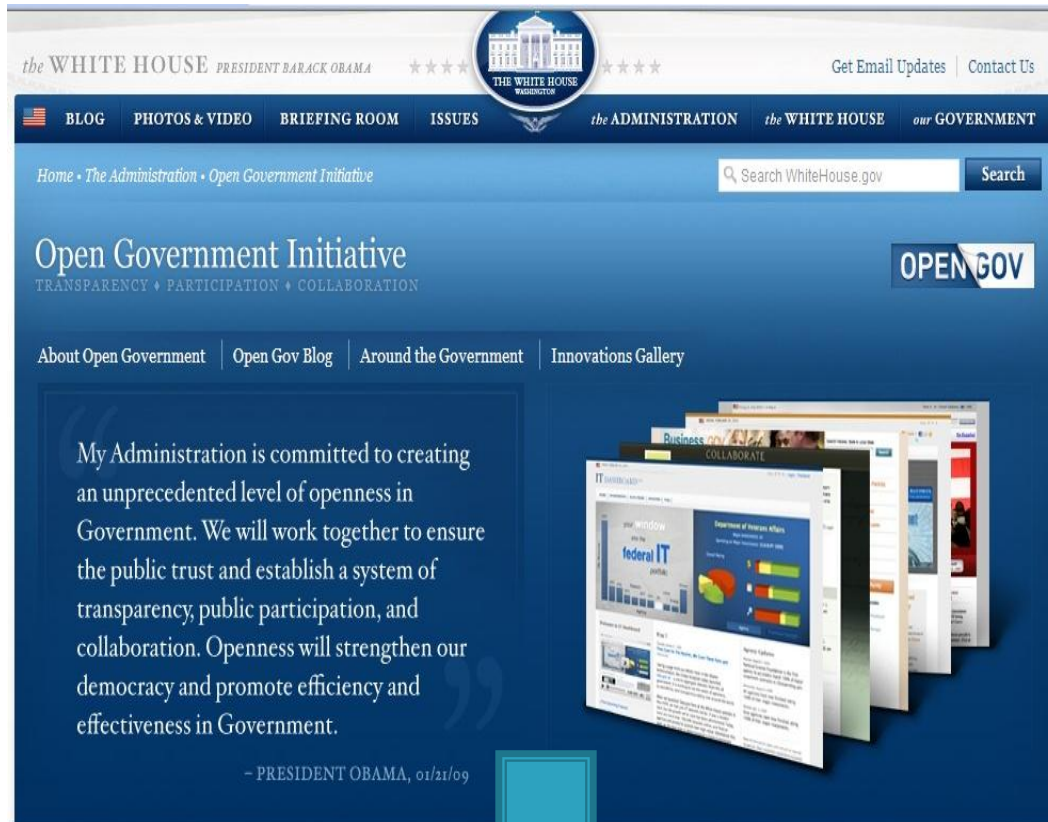 the WHITE HOUSE PRESIDENT BARACK OBAMA
THE WHITE HOUSE
WASHINGTON
Get Email Updates
Contact Us
BLOG PHOTOS & VIDEO BRIEFING ROOM ISSUES the ADMINISTRATION the WHITE HOUSE our GOVERNMENT
Home • The Administration • Open Government Initiative
Search WhiteHouse.gov
Search
Open Government Initiative
TRANSPARENCY ♦ PARTICIPATION ♦ COLLABORATION
OPEN GOV
About Open Government
Open Gov Blog
Around the Government
Innovations Gallery
“
My Administration is committed to creating
an unprecedented level of openness in
Government. We will work together to ensure
the public trust and establish a system of
transparency, public participation, and
collaboration. Openness will strengthen our
democracy and promote efficiency and
effectiveness in Government.
”
– PRESIDENT OBAMA, 01/21/09
COLLABORATE
IT DASHBOARD
your window
into the
federal IT
portfolio
Department of Veterans Affairs